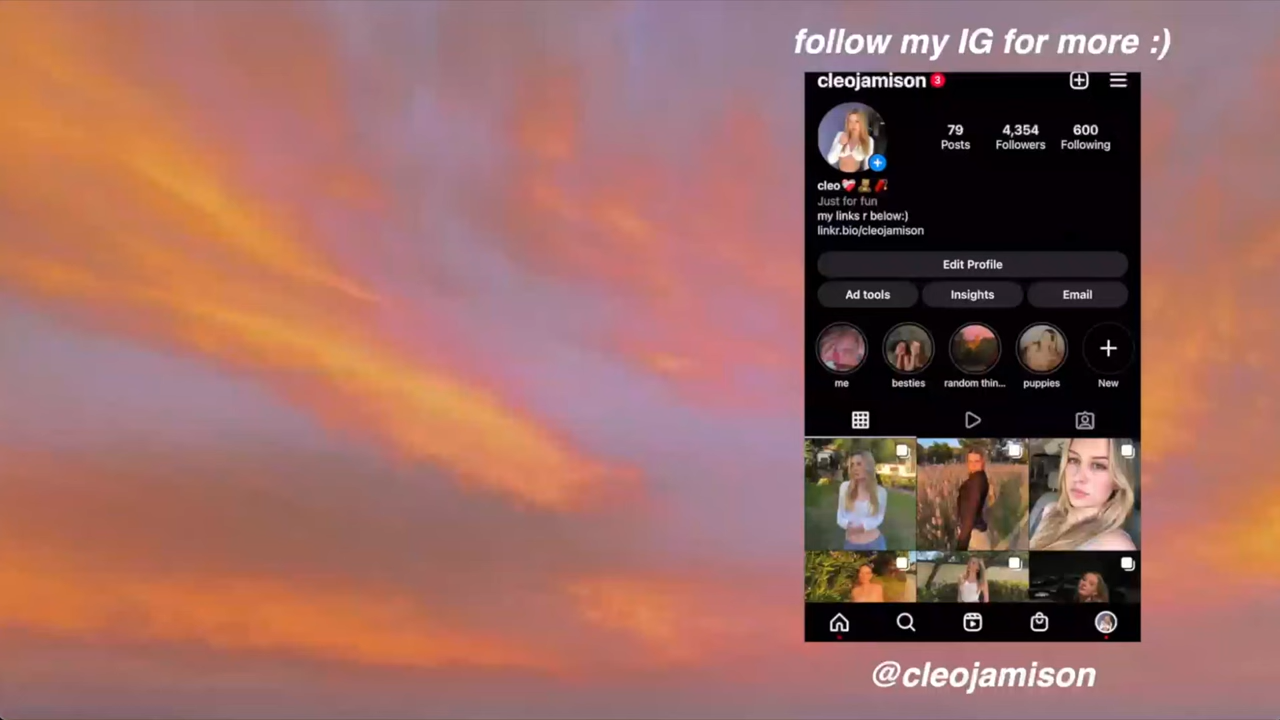 follow my IG for more :)
cleojamison 3
79 4,354 600
Posts Followers Following
cleo
Just for fun
my links r below:)
linkr.bio/cleojamison
Edit Profile
Ad tools Insights Email
me besties random thin... puppies New
@cleojamison